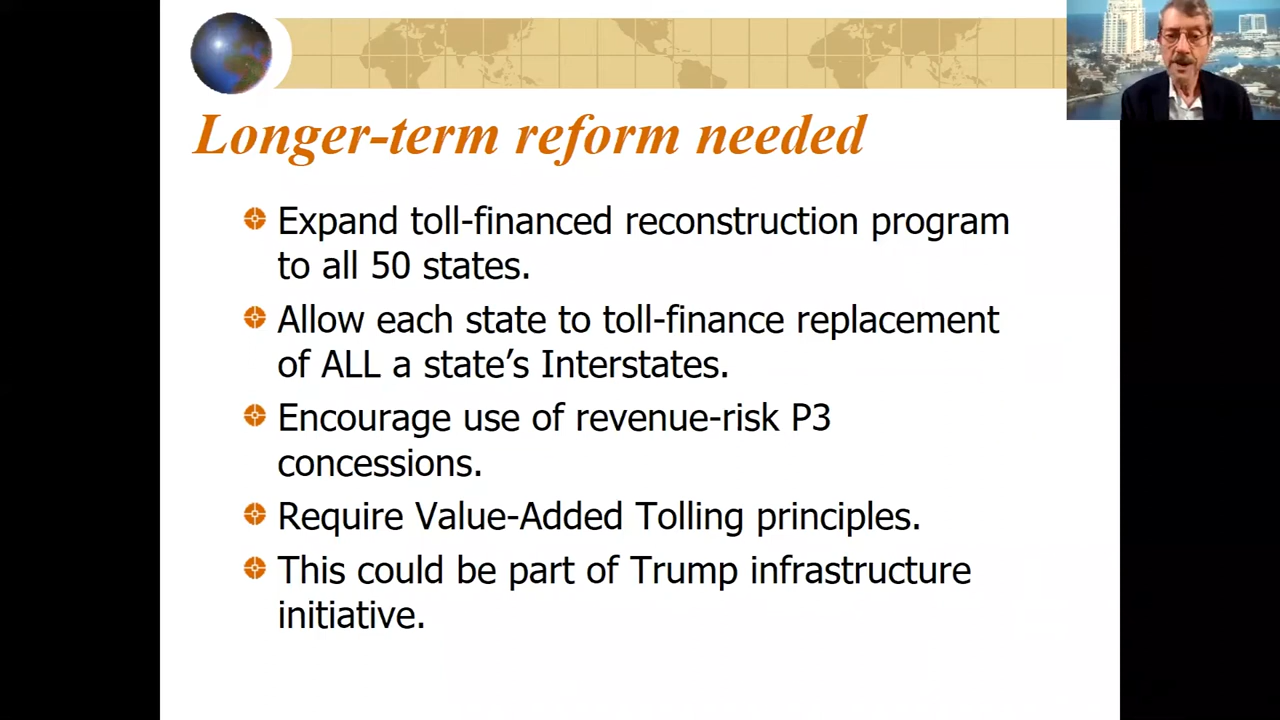 Longer-term reform needed
Expand toll-financed reconstruction program
to all 50 states.
Allow each state to toll-finance replacement
of ALL a state’s Interstates.
Encourage use of revenue-risk P3
concessions.
Require Value-Added Tolling principles.
This could be part of Trump infrastructure
initiative.